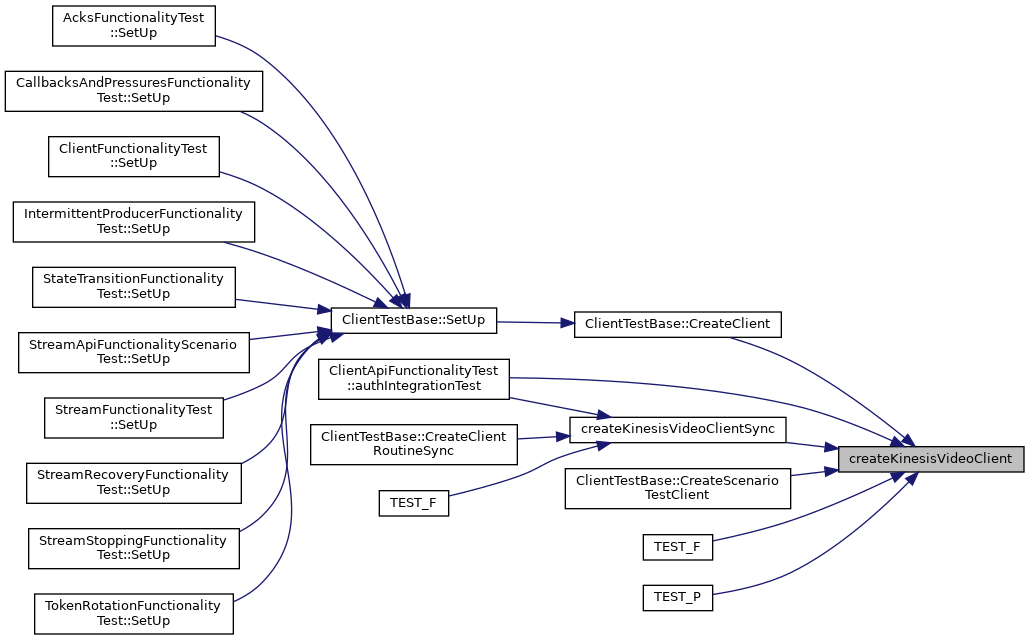 AcksFunctionalityTest
::SetUp
CallbacksAndPressuresFunctionality
Test::SetUp
ClientFunctionalityTest
::SetUp
IntermittentProducerFunctionality
Test::SetUp
StateTransitionFunctionality
Test::SetUp
StreamApiFunctionalityScenario
Test::SetUp
StreamFunctionalityTest
::SetUp
StreamRecoveryFunctionality
Test::SetUp
StreamStoppingFunctionality
Test::SetUp
TokenRotationFunctionality
Test::SetUp
ClientTestBase::SetUp
ClientApiFunctionalityTest
::authIntegrationTest
ClientTestBase::CreateClient
RoutineSync
TEST_F
ClientTestBase::CreateClient
createKinesisVideoClientSync
ClientTestBase::CreateScenario
TestClient
TEST_F
TEST_P
createKinesisVideoClient